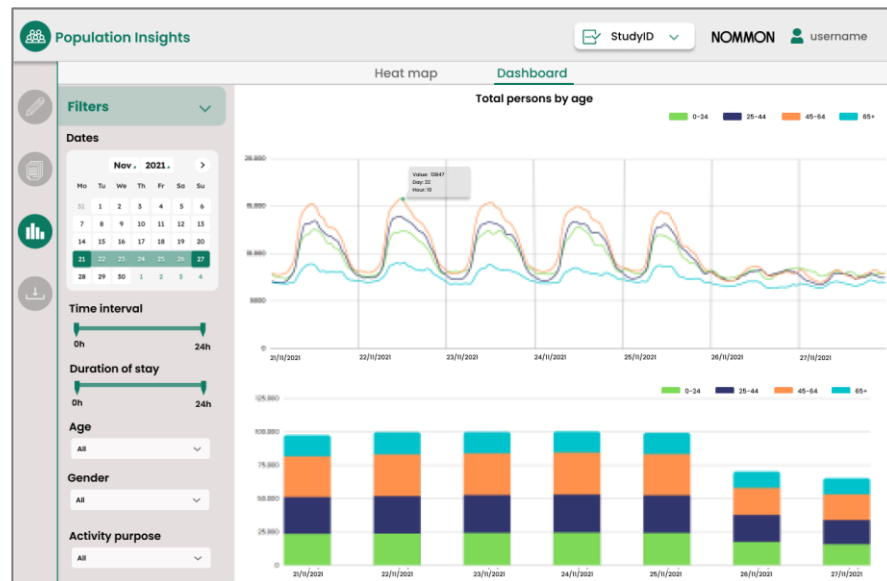 Population Insights
StudyID
NOMMON
username
Heat map
Dashboard
Filters
Dates
Nov. 2021.
Mo Tu We Th Fr Sa Su
31 1 2 3 4 5 6
7 8 9 10 11 12 13
14 15 16 17 18 19 20
21 22 23 24 25 26 27
28 29 30 1 2 3 4
Time interval
0h 24h
Duration of stay
0h 24h
Age
All
Gender
All
Activity purpose
All
Total persons by age
0-24 25-44 45-64 65+
Day: 22
Hour: 10
0
21/11/2021 22/11/2021 23/11/2021 24/11/2021 25/11/2021 26/11/2021 27/11/2021
0-24 25-44 45-64 65+
125.000
100.000
75.000
50.000
25.000
0
21/11/2021 22/11/2021 23/11/2021 24/11/2021 25/11/2021 26/11/2021 27/11/2021